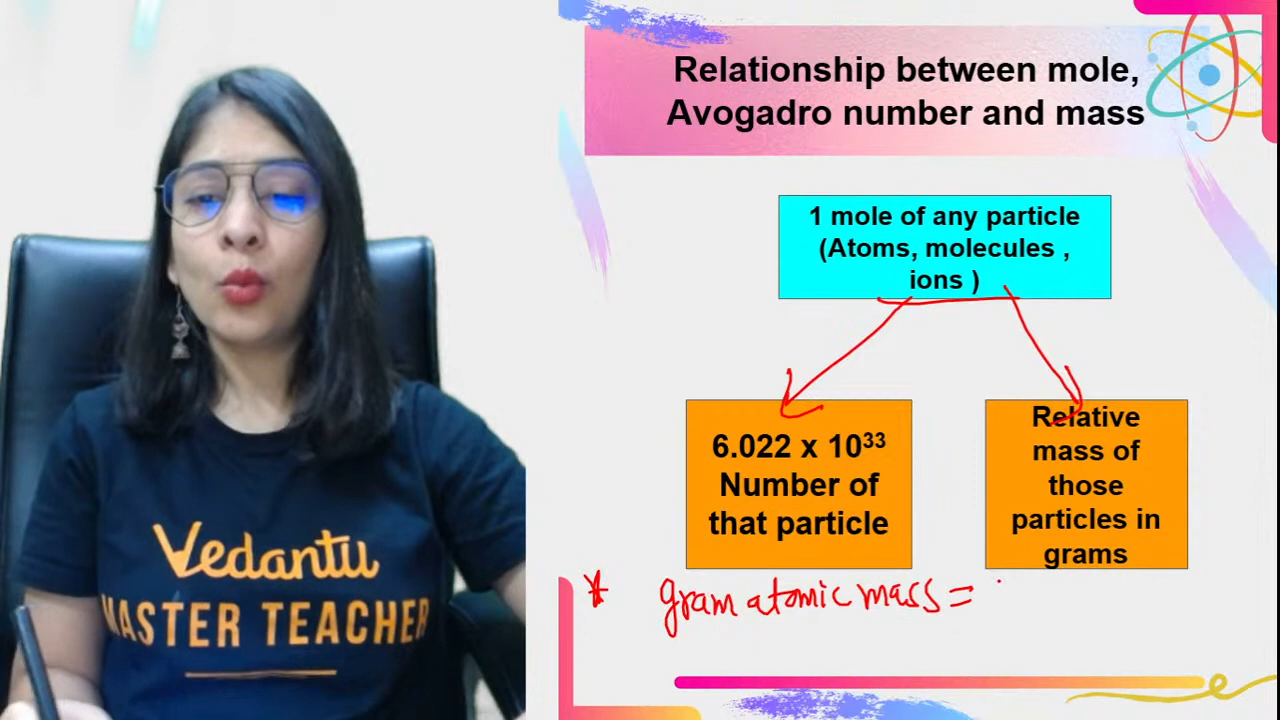 Relationship between mole,
Avogadro number and mass
1 mole of any particle
(Atoms, molecules ,
ions )
6.022 x 10³³
Number of
that particle
Relative
mass of
those
particles in
grams
* gram atomic mass =
Vedantu
MASTER TEACHER